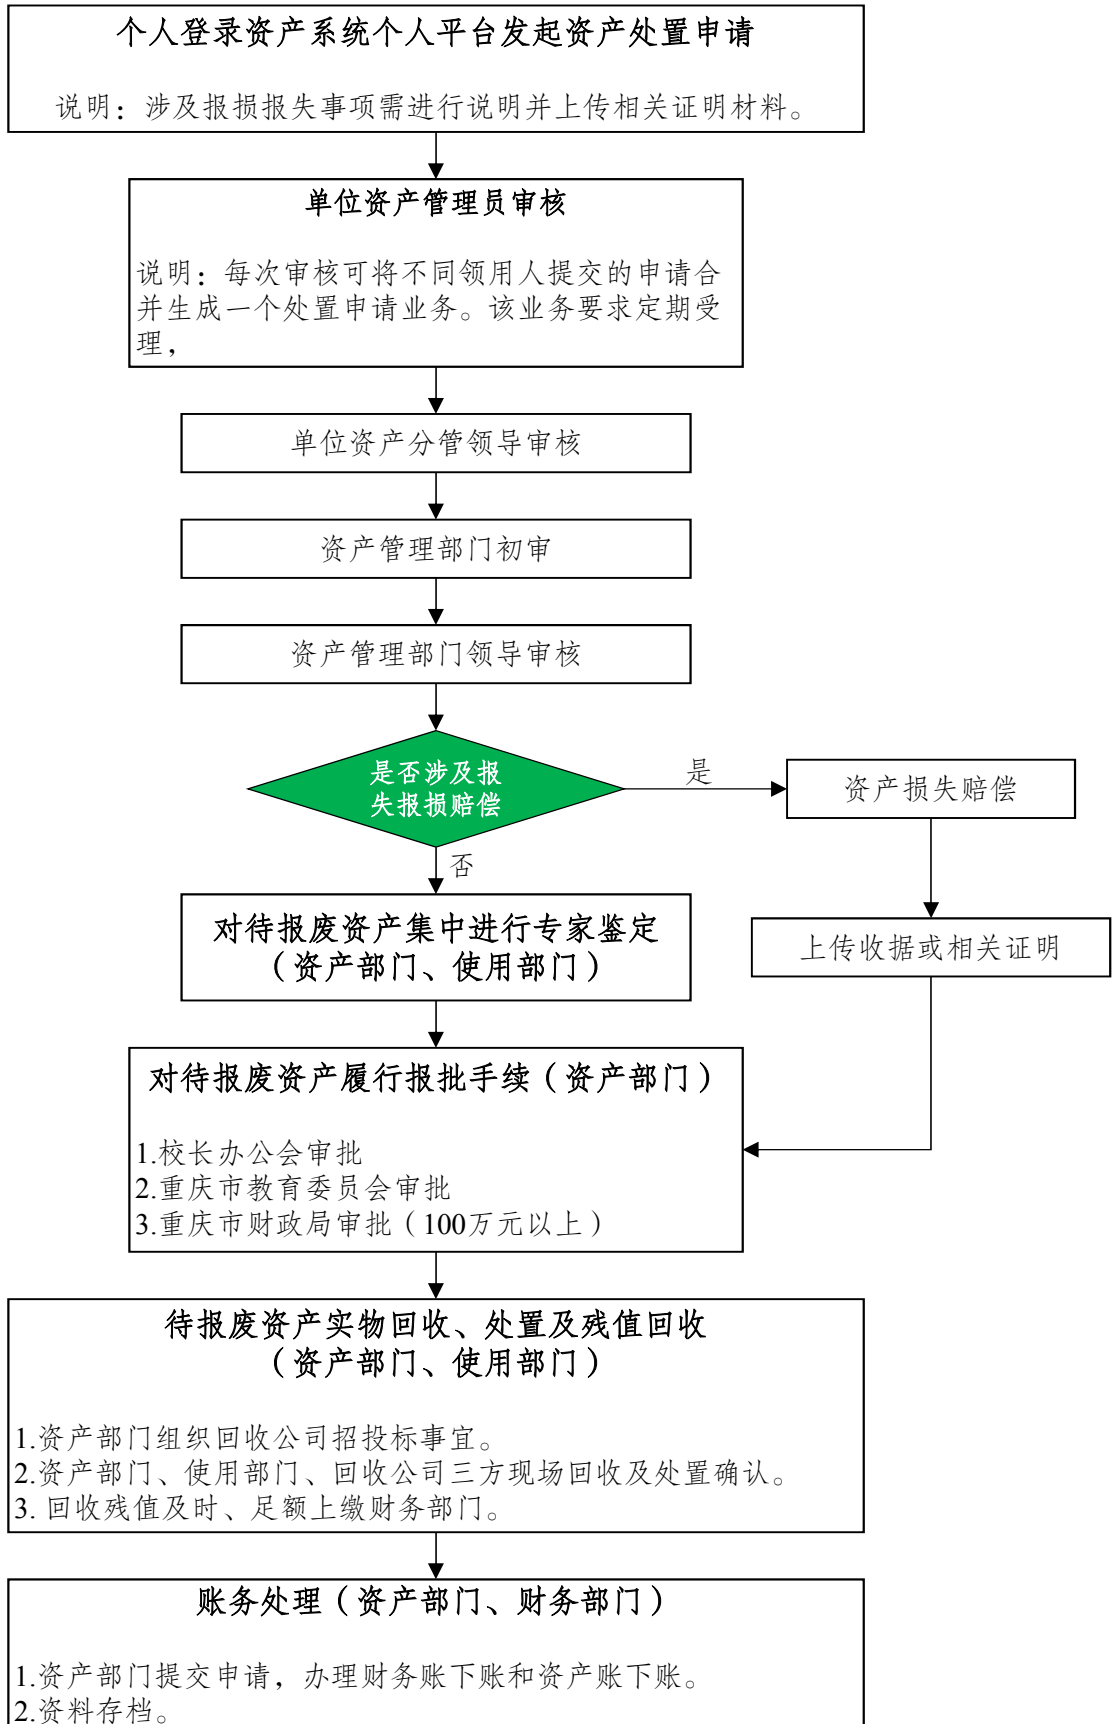 个人登录资产系统个人平台发起资产处置申请
说明：涉及报损报失事项需进行说明并上传相关证明材料。
单位资产管理员审核
说明：每次审核可将不同领用人提交的申请合
并生成一个处置申请业务。该业务要求定期受
理，
单位资产分管领导审核
资产管理部门初审
资产管理部门领导审核
是否涉及报
失报损赔偿
是
资产损失赔偿
否
上传收据或相关证明
对待报废资产集中进行专家鉴定
（资产部门、使用部门）
对待报废资产履行报批手续（资产部门）
1.校长办公会审批
2.重庆市教育委员会审批
3.重庆市财政局审批（100万元以上）
待报废资产实物回收、处置及残值回收
（资产部门、使用部门）
1.资产部门组织回收公司招投标事宜。
2.资产部门、使用部门、回收公司三方现场回收及处置确认。
3. 回收残值及时、足额上缴财务部门。
账务处理（资产部门、财务部门）
1.资产部门提交申请，办理财务账下账和资产账下账。
2.资料存档。